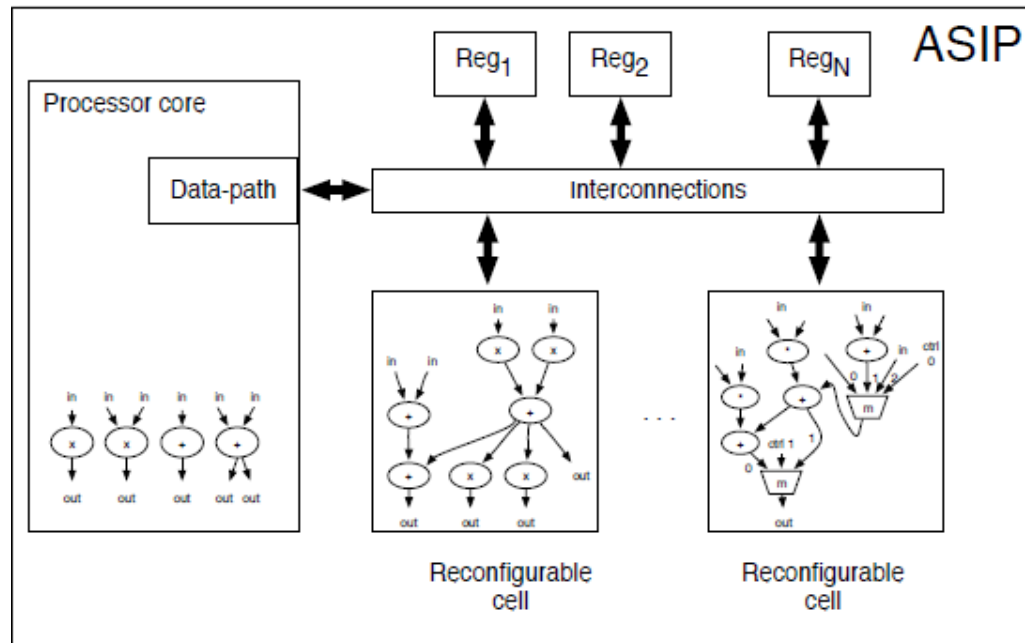 ASIP
Reg1 Reg2 RegN
Processor core
Data-path
Interconnections
in in in in in in
x x + +
out out out out out
in in
x x
in in
+ +
+ x x out
out out out
. . .
in in
* + in ctrl 0
in
0 1 2
* + m
+ ctrl 1 1
0
m
out
Reconfigurable
cell
Reconfigurable
cell